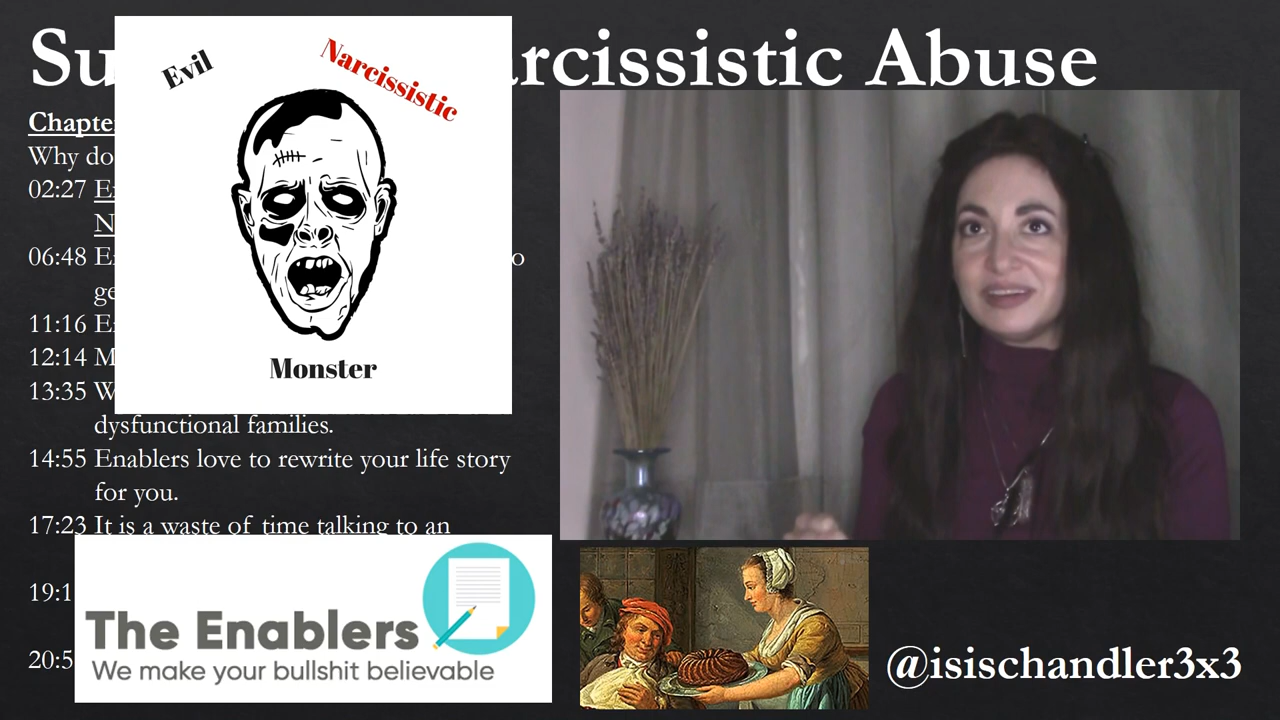 Su rcissistic Abuse
Evil
Narcissistic
Monster
Chapte
Why do
02:27 E
N
06:48 E o
ge
11:16 E
12:14 M
13:35 W
dysfunctional families.
14:55 Enablers love to rewrite your life story
for you.
17:23 It is a waste of time talking to an
19:1
20:5
The Enablers
We make your bullshit believable
@isischandler3x3